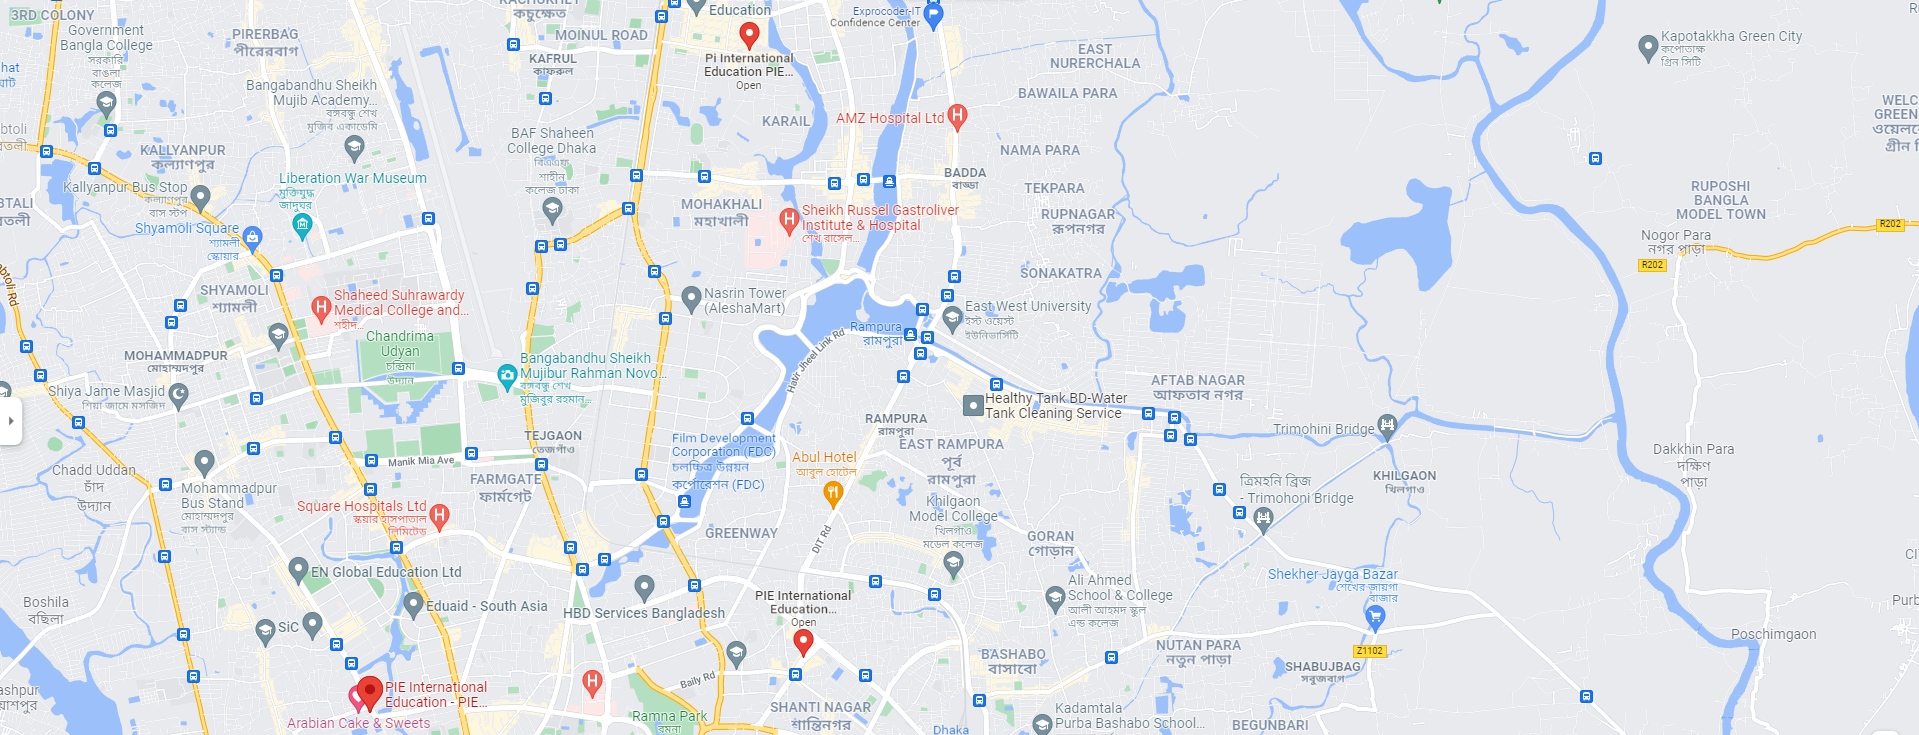 3RD COLONY
Government
Bangla College
সরকারি
বাঙলা
কলেজ
PIRERBAG
পীরেরবাগ
কচুক্ষেত
MOINUL ROAD
KAFRUL
কাফরুল
Education
Pi International
Education PIE...
Open
Exprocoder-IT
Confidence Center
EAST
NURERCHALA
BAWAILA PARA
Kapotakkha Green City
কপোতাক্ষ
গ্রিন সিটি
Bangabandhu Sheikh
Mujib Academy...
বঙ্গবন্ধু শেখ
মুজিব একাডেমি
KALLYANPUR
কল্যাণপুর
Kallyanpur Bus Stop
কল্যাণপুর
বাস স্টপ
Liberation War Museum
মুক্তিযুদ্ধ
জাদুঘর
Shyamoli Square
শ্যামলী
স্কোয়ার
BAF Shaheen
College Dhaka
বিএএফ
শাহীন
কলেজ ঢাকা
KARAIL
AMZ Hospital Ltd
NAMA PARA
BADDA
বাড্ডা
TEKPARA
RUPNAGAR
রূপনগর
MOHAKHALI
মহাখালী
Sheikh Russel Gastroliver
Institute & Hospital
শেখ রাসেল...
SONAKATRA
RUPOSHI
BANGLA
MODEL TOWN
Nogor Para
নগর পাড়া
R202
R202
SHYAMOLI
শ্যামলী
Shaheed Suhrawardy
Medical College and...
শহীদ...
Chandrima
Udyan
চন্দ্রিমা
উদ্যান
MOHAMMADPUR
মোহাম্মদপুর
Shiya Jame Masjid
শিয়া জামে মসজিদ
Nasrin Tower
(AleshaMart)
Rampura
রামপুরা
East West University
ইস্ট ওয়েস্ট
ইউনিভার্সিটি
Hatir Jheel Link Rd
Bangabandhu Sheikh
Mujibur Rahman Novo...
বঙ্গবন্ধু শেখ
মুজিবুর রহমান...
AFTAB NAGAR
আফতাব নগর
Healthy Tank BD-Water
Tank Cleaning Service
RAMPURA
রামপুরা
EAST RAMPURA
পূর্ব
রামপুরা
Trimohini Bridge
TEJGAON
তেজগাঁও
Film Development
Corporation (FDC)
চলচ্চিত্র উন্নয়ন
কর্পোরেশন (FDC)
Abul Hotel
আবুল হোটেল
Dakkhin Para
দক্ষিণ
পাড়া
Chadd Uddan
চাঁদ
উদ্যান
Manik Mia Ave
FARMGATE
ফার্মগেট
Mohammadpur
Bus Stand
মোহাম্মদপুর
বাস স্ট্যান্ড
KHILGAON
খিলগাও
ত্রিমহনি ব্রিজ
- Trimohoni Bridge
Square Hospitals Ltd
স্কয়ার হাসপাতাল
লিমিটেড
Khilgaon
Model College
খিলগাও
মডেল কলেজ
GREENWAY
DIT Rd
GORAN
গোড়ান
EN Global Education Ltd
Eduaid - South Asia
HBD Services Bangladesh
PIE International
Education...
Open
Ali Ahmed
School & College
আলী আহমদ স্কুল
এন্ড কলেজ
Shekher Jayga Bazar
শেখের জায়গা
বাজার
Boshila
বছিলা
SiC
Poschimgaon
Z1102
BASHABO
বাসাবো
NUTAN PARA
নতুন পাড়া
SHABUJBAG
সবুজবাগ
Baily Rd
PIE International
Education - PIE...
Arabian Cake & Sweets
Ramna Park
রমনা
SHANTI NAGAR
শান্তিনগর
Dhaka
Kadamtala
Purba Bashabo School...
BEGUNBARI